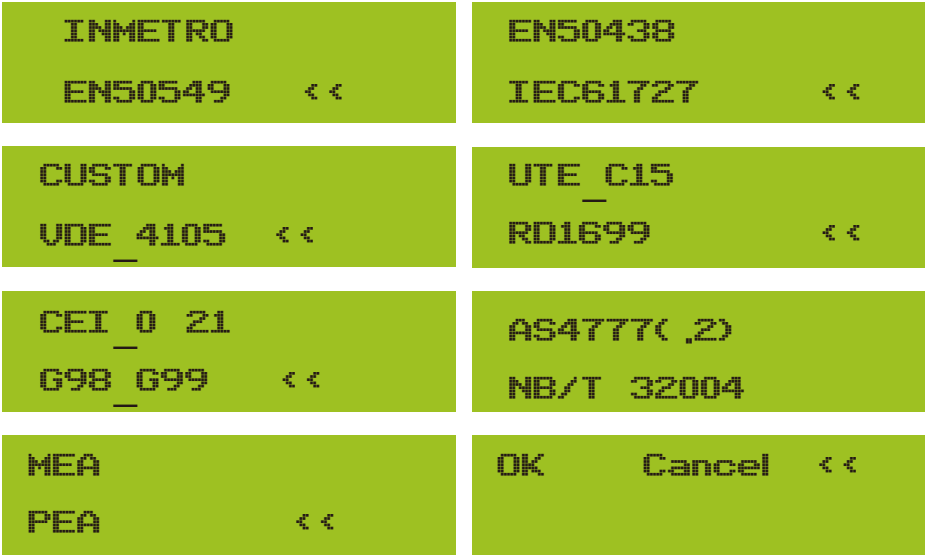 INMETRO
EN50549 <<
EN50438
IEC61727 <<
CUSTOM
VDE_4105 <<
UTE_C15
RD1699 <<
CEI_0 21
G98_G99 <<
AS4777(.2)
NB/T 32004
MEA
PEA <<
OK Cancel <<